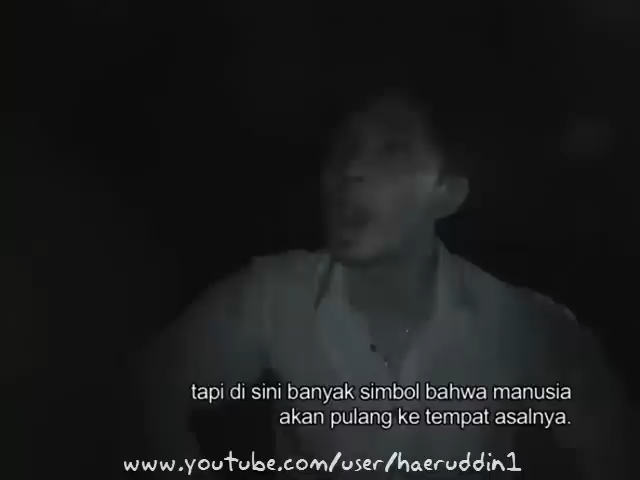 tapi di sini banyak simbol bahwa manusia
akan pulang ke tempat asalnya.
www.youtube.com/user/haeruddin1